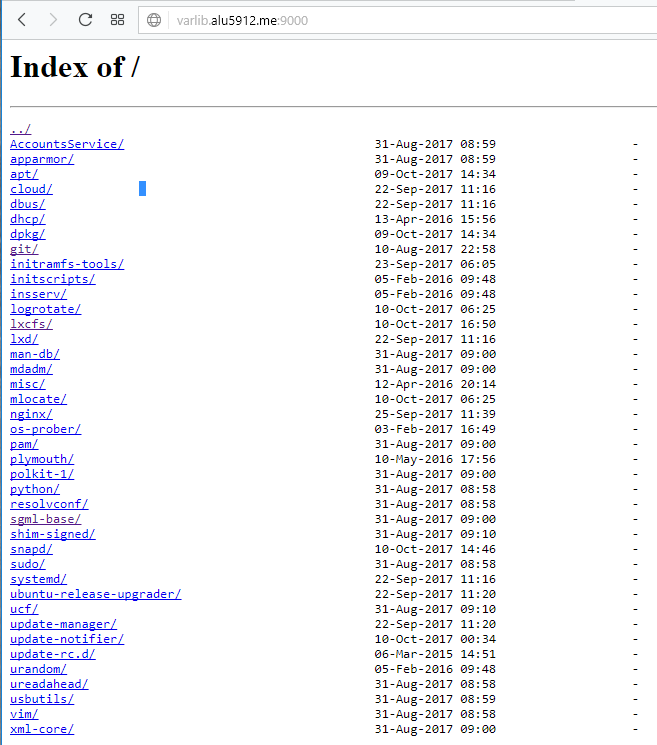 varlib.alu5912.me:9000
Index of /
../
AccountsService/ 31-Aug-2017 08:59 -
apparmor/ 31-Aug-2017 08:59 -
apt/ 09-Oct-2017 14:34 -
cloud/ 22-Sep-2017 11:16 -
dbus/ 22-Sep-2017 11:16 -
dhcp/ 13-Apr-2016 15:56 -
dpkg/ 09-Oct-2017 14:34 -
git/ 10-Aug-2017 22:58 -
initramfs-tools/ 23-Sep-2017 06:05 -
initscripts/ 05-Feb-2016 09:48 -
insserv/ 05-Feb-2016 09:48 -
logrotate/ 10-Oct-2017 06:25 -
lxcfs/ 10-Oct-2017 16:50 -
lxd/ 22-Sep-2017 11:16 -
man-db/ 31-Aug-2017 09:00 -
mdadm/ 31-Aug-2017 09:00 -
misc/ 12-Apr-2016 20:14 -
mlocate/ 10-Oct-2017 06:25 -
nginx/ 25-Sep-2017 11:39 -
os-prober/ 03-Feb-2017 16:49 -
pam/ 31-Aug-2017 09:00 -
plymouth/ 10-May-2016 17:56 -
polkit-1/ 31-Aug-2017 09:00 -
python/ 31-Aug-2017 08:58 -
resolvconf/ 31-Aug-2017 08:58 -
sgml-base/ 31-Aug-2017 09:00 -
shim-signed/ 31-Aug-2017 09:10 -
snapd/ 10-Oct-2017 14:46 -
sudo/ 31-Aug-2017 08:58 -
systemd/ 22-Sep-2017 11:16 -
ubuntu-release-upgrader/ 22-Sep-2017 11:20 -
ucf/ 31-Aug-2017 09:10 -
update-manager/ 22-Sep-2017 11:20 -
update-notifier/ 10-Oct-2017 00:34 -
update-rc.d/ 06-Mar-2015 14:51 -
urandom/ 05-Feb-2016 09:48 -
ureadahead/ 31-Aug-2017 08:58 -
usbutils/ 31-Aug-2017 08:59 -
vim/ 31-Aug-2017 08:58 -
xml-core/ 31-Aug-2017 09:00 -